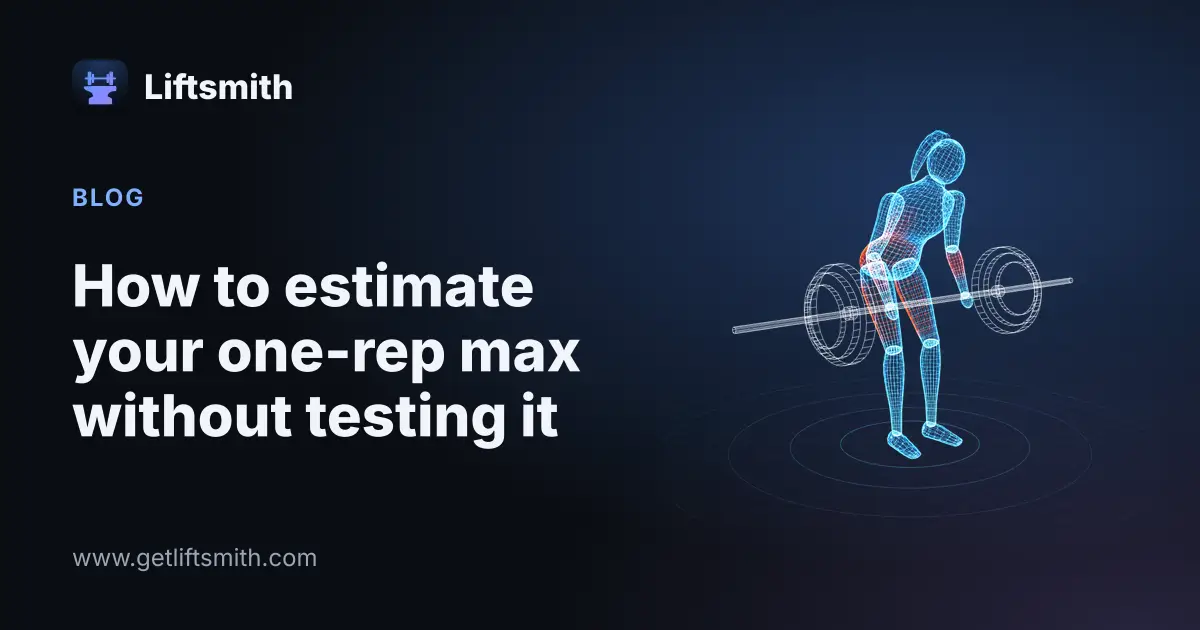 Liftsmith
BLOG
How to estimate
your one-rep max
without testing it
www.getliftsmith.com